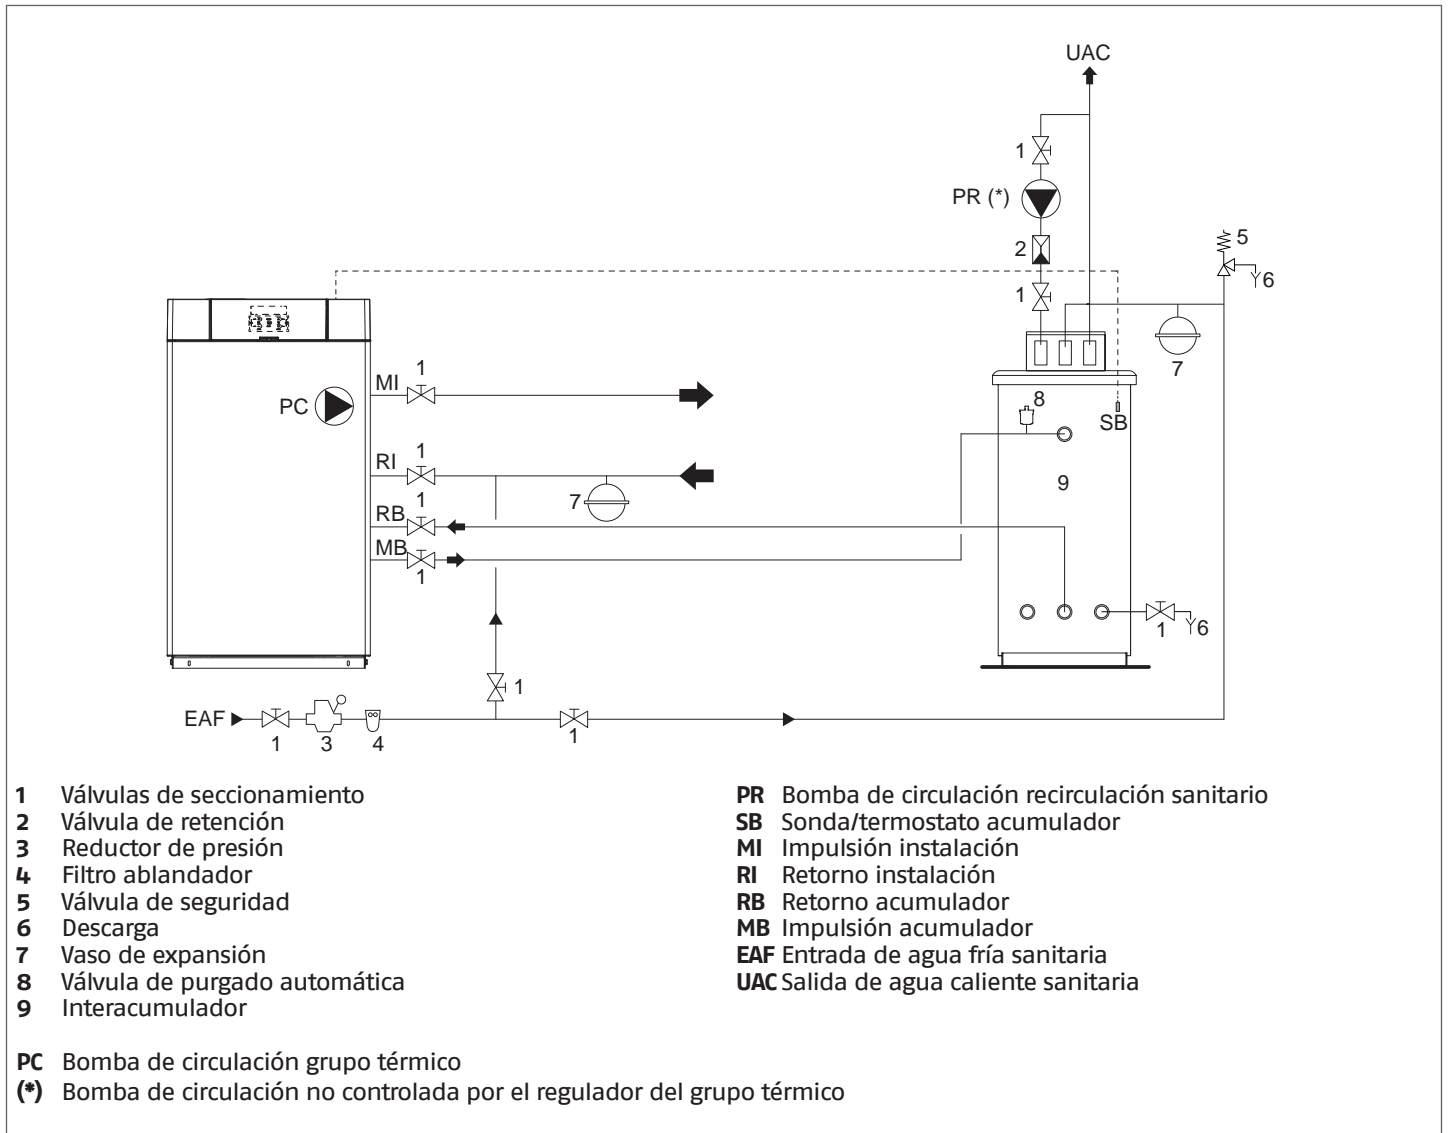 UAC
1
PR (*)
2
5
6
1
7
MI
1
PC
8
SB
RI
1
9
7
1
RB
MB
1
1
6
1
EAF
1
3
4
1
1 Válvulas de seccionamiento
2 Válvula de retención
3 Reductor de presión
4 Filtro ablandador
5 Válvula de seguridad
6 Descarga
7 Vaso de expansión
8 Válvula de purgado automática
9 Interacumulador
PC Bomba de circulación grupo térmico
(*) Bomba de circulación no controlada por el regulador del grupo térmico
PR Bomba de circulación recirculación sanitario
SB Sonda/termostato acumulador
MI Impulsión instalación
RI Retorno instalación
RB Retorno acumulador
MB Impulsión acumulador
EAF Entrada de agua fría sanitaria
UAC Salida de agua caliente sanitaria